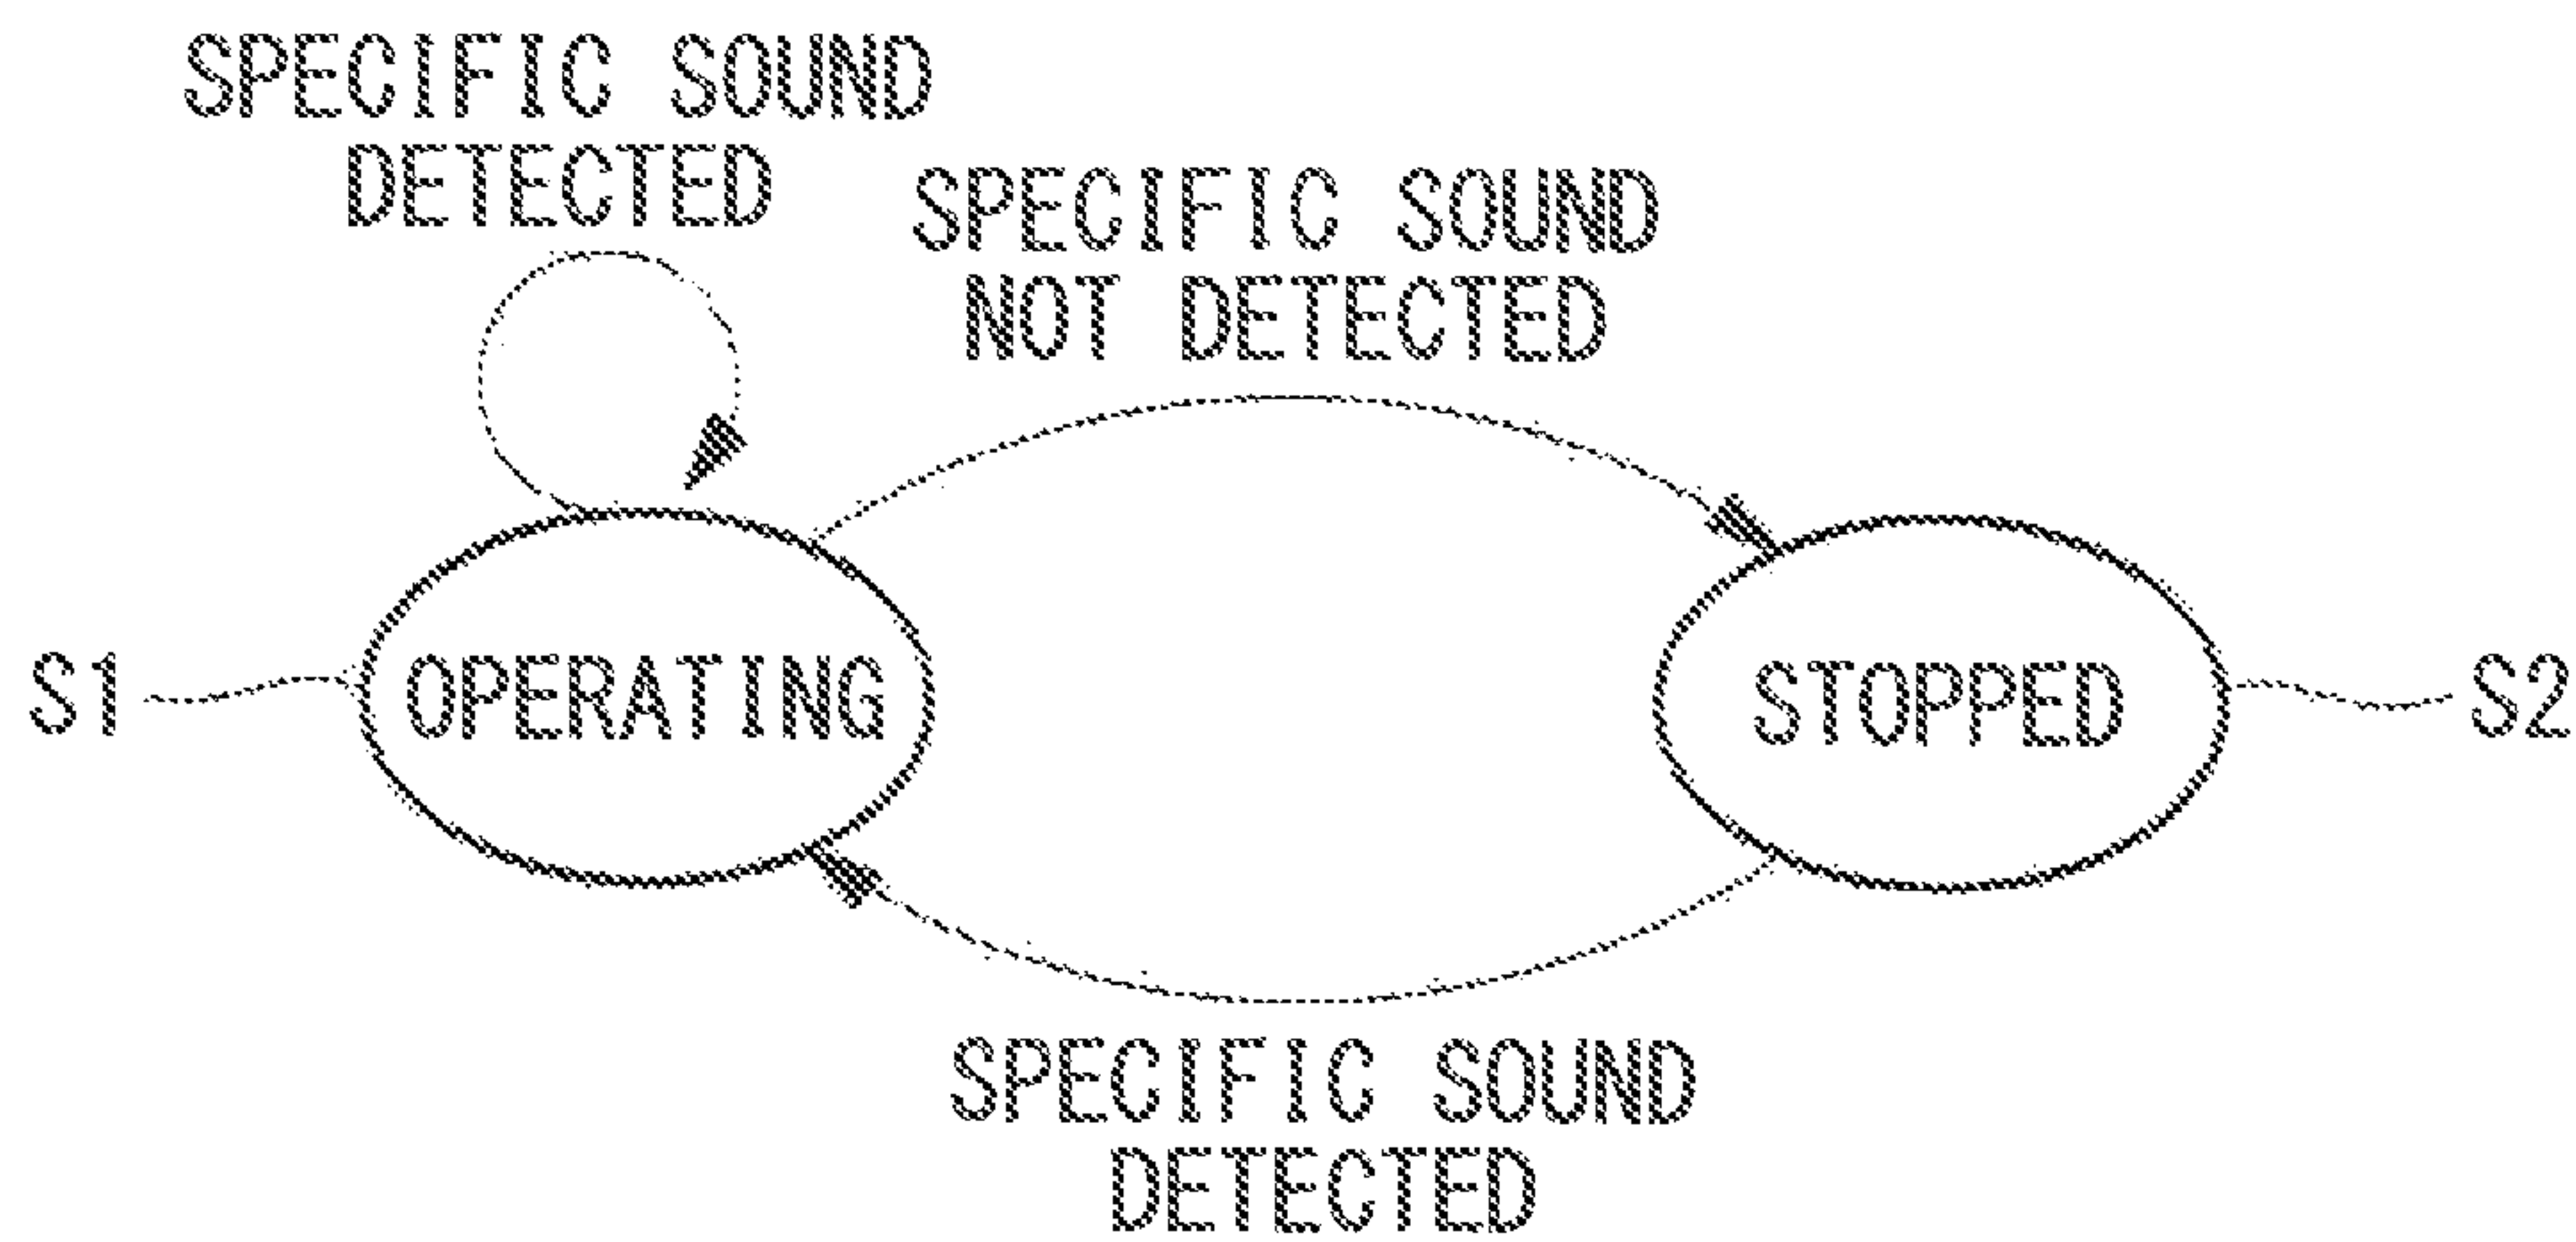 SPECIFIC SOUND
DETECTED
SPECIFIC SOUND
NOT DETECTED
S1
OPERATING
STOPPED
S2
SPECIFIC SOUND
DETECTED